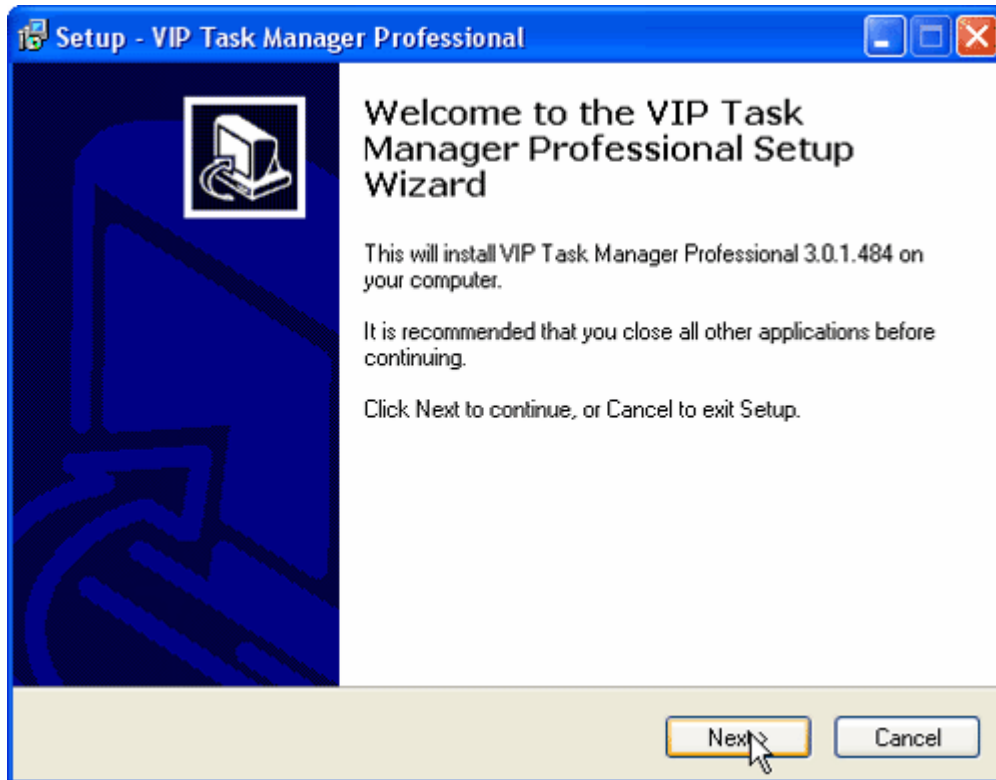 Setup - VIP Task Manager Professional
Welcome to the VIP Task
Manager Professional Setup
Wizard
This will install VIP Task Manager Professional 3.0.1.484 on
your computer.
It is recommended that you close all other applications before
continuing.
Click Next to continue, or Cancel to exit Setup.
Next >
Cancel